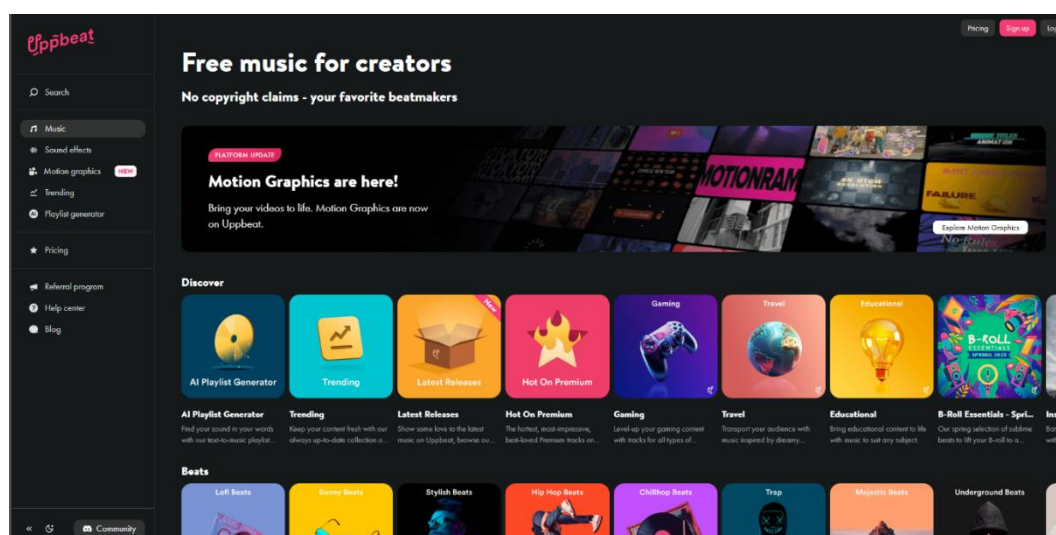 Uppbeat
Pricing
Sign up
Search
Music
Sound effects
Motion graphics NEW
Trending
Playlist generator
Pricing
Referral program
Help center
Blog
Community
Free music for creators
No copyright claims - your favorite beatmakers
PLATFORM UPDATE
Motion Graphics are here!
Bring your videos to life. Motion Graphics are now
on Uppbeat.
MOTIONRAM
FAILURE
Explore Motion Graphics
Discover
AI Playlist Generator
Trending
New
Latest Releases
Hot On Premium
Gaming
Travel
Educational
B-ROLL
ESSENTIALS
SPRING 2025
AI Playlist Generator
Find your sound in your words
with our text-to-music playlist...
Trending
Keep your content fresh with our
always up-to-date collection o...
Latest Releases
Show some love to the latest
music on Uppbeat, browse ou...
Hot On Premium
The hottest, most-impressive,
best-loved Premium tracks on...
Gaming
Level-up your gaming content
with tracks for all types of...
Travel
Transport your audience with
music inspired by dreamy...
Educational
Bring educational content to life
with music to suit any subject.
B-Roll Essentials - Spri...
Our spring selection of sublime
beats to lift your B-roll to a...
Beats
Lofi Beats
Sunny Beats
Stylish Beats
Hip Hop Beats
Chillhop Beats
Trap
Majestic Beats
Underground Beats